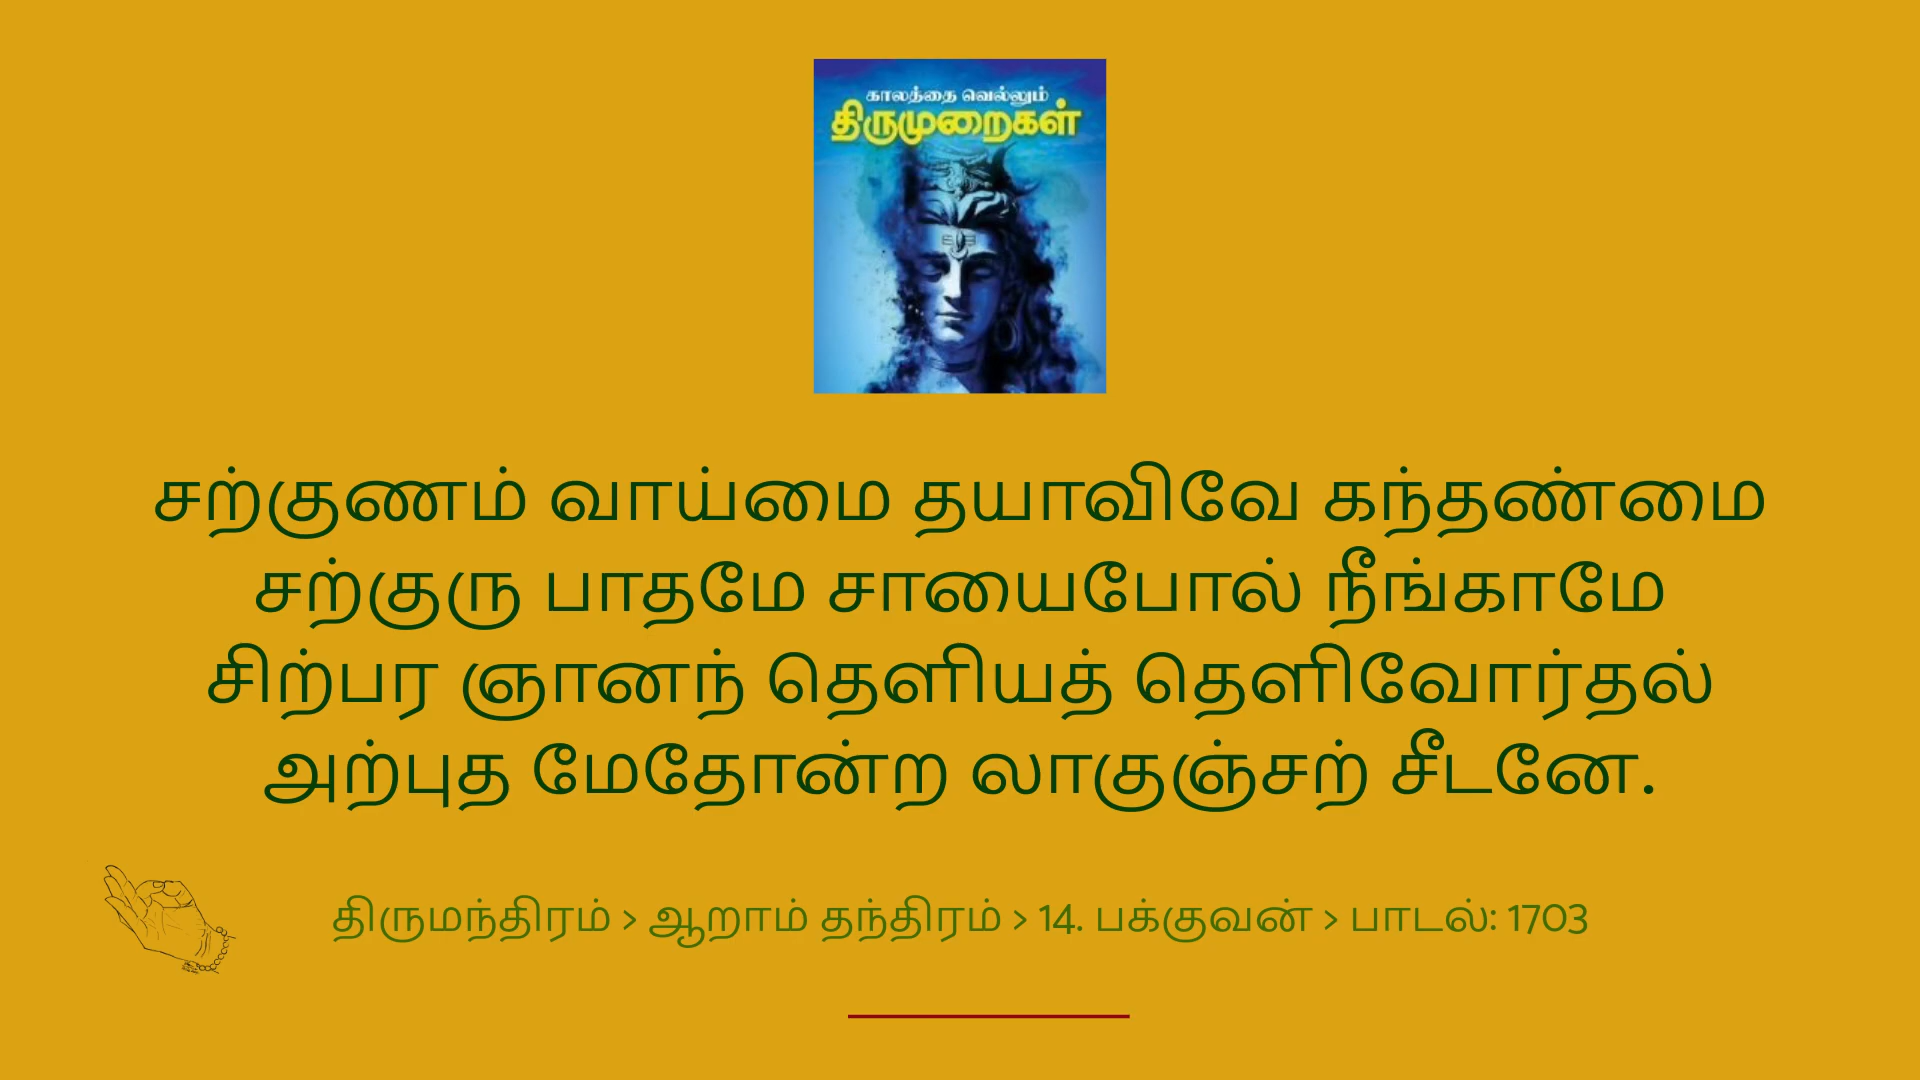 காலத்தை வெல்லும்
திருமுறைகள்
சற்குணம் வாய்மை தயாவிவே கந்தண்மை
சற்குரு பாதமே சாயைபோல் நீங்காமே
சிற்பர ஞானந் தெளியத் தெளிவோர்தல்
அற்புத மேதோன்ற லாகுஞ்சற் சீடனே.
திருமந்திரம் > ஆறாம் தந்திரம் > 14. பக்குவன் > பாடல்: 1703